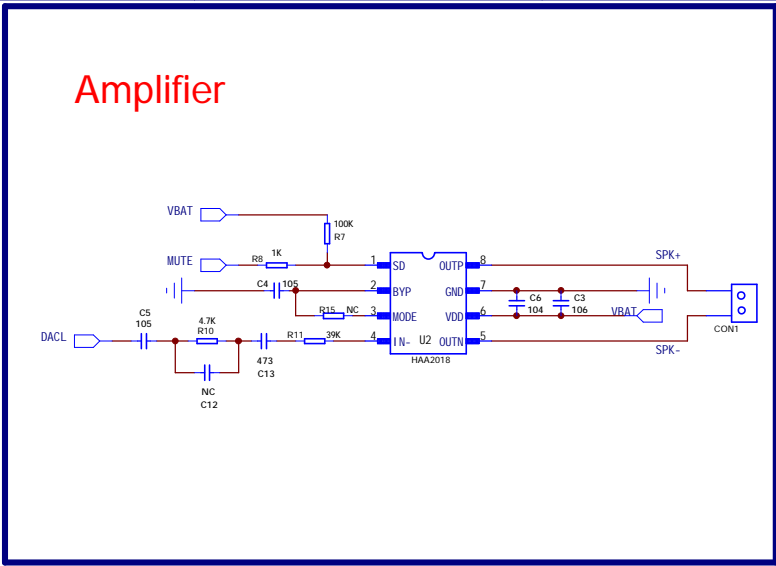 Amplifier
VBAT
100K
R7
MUTE
R8
1K
1
SD
OUTP
8
SPK+
C4
105
2
BYP
GND
7
R15
NC
3
MODE
VDD
6
C6
104
C3
106
VBAT
CON1
C5
105
4.7K
R10
DACL
473
C13
R11
39K
4
IN-
U2
OUTN
5
SPK-
HAA2018
NC
C12